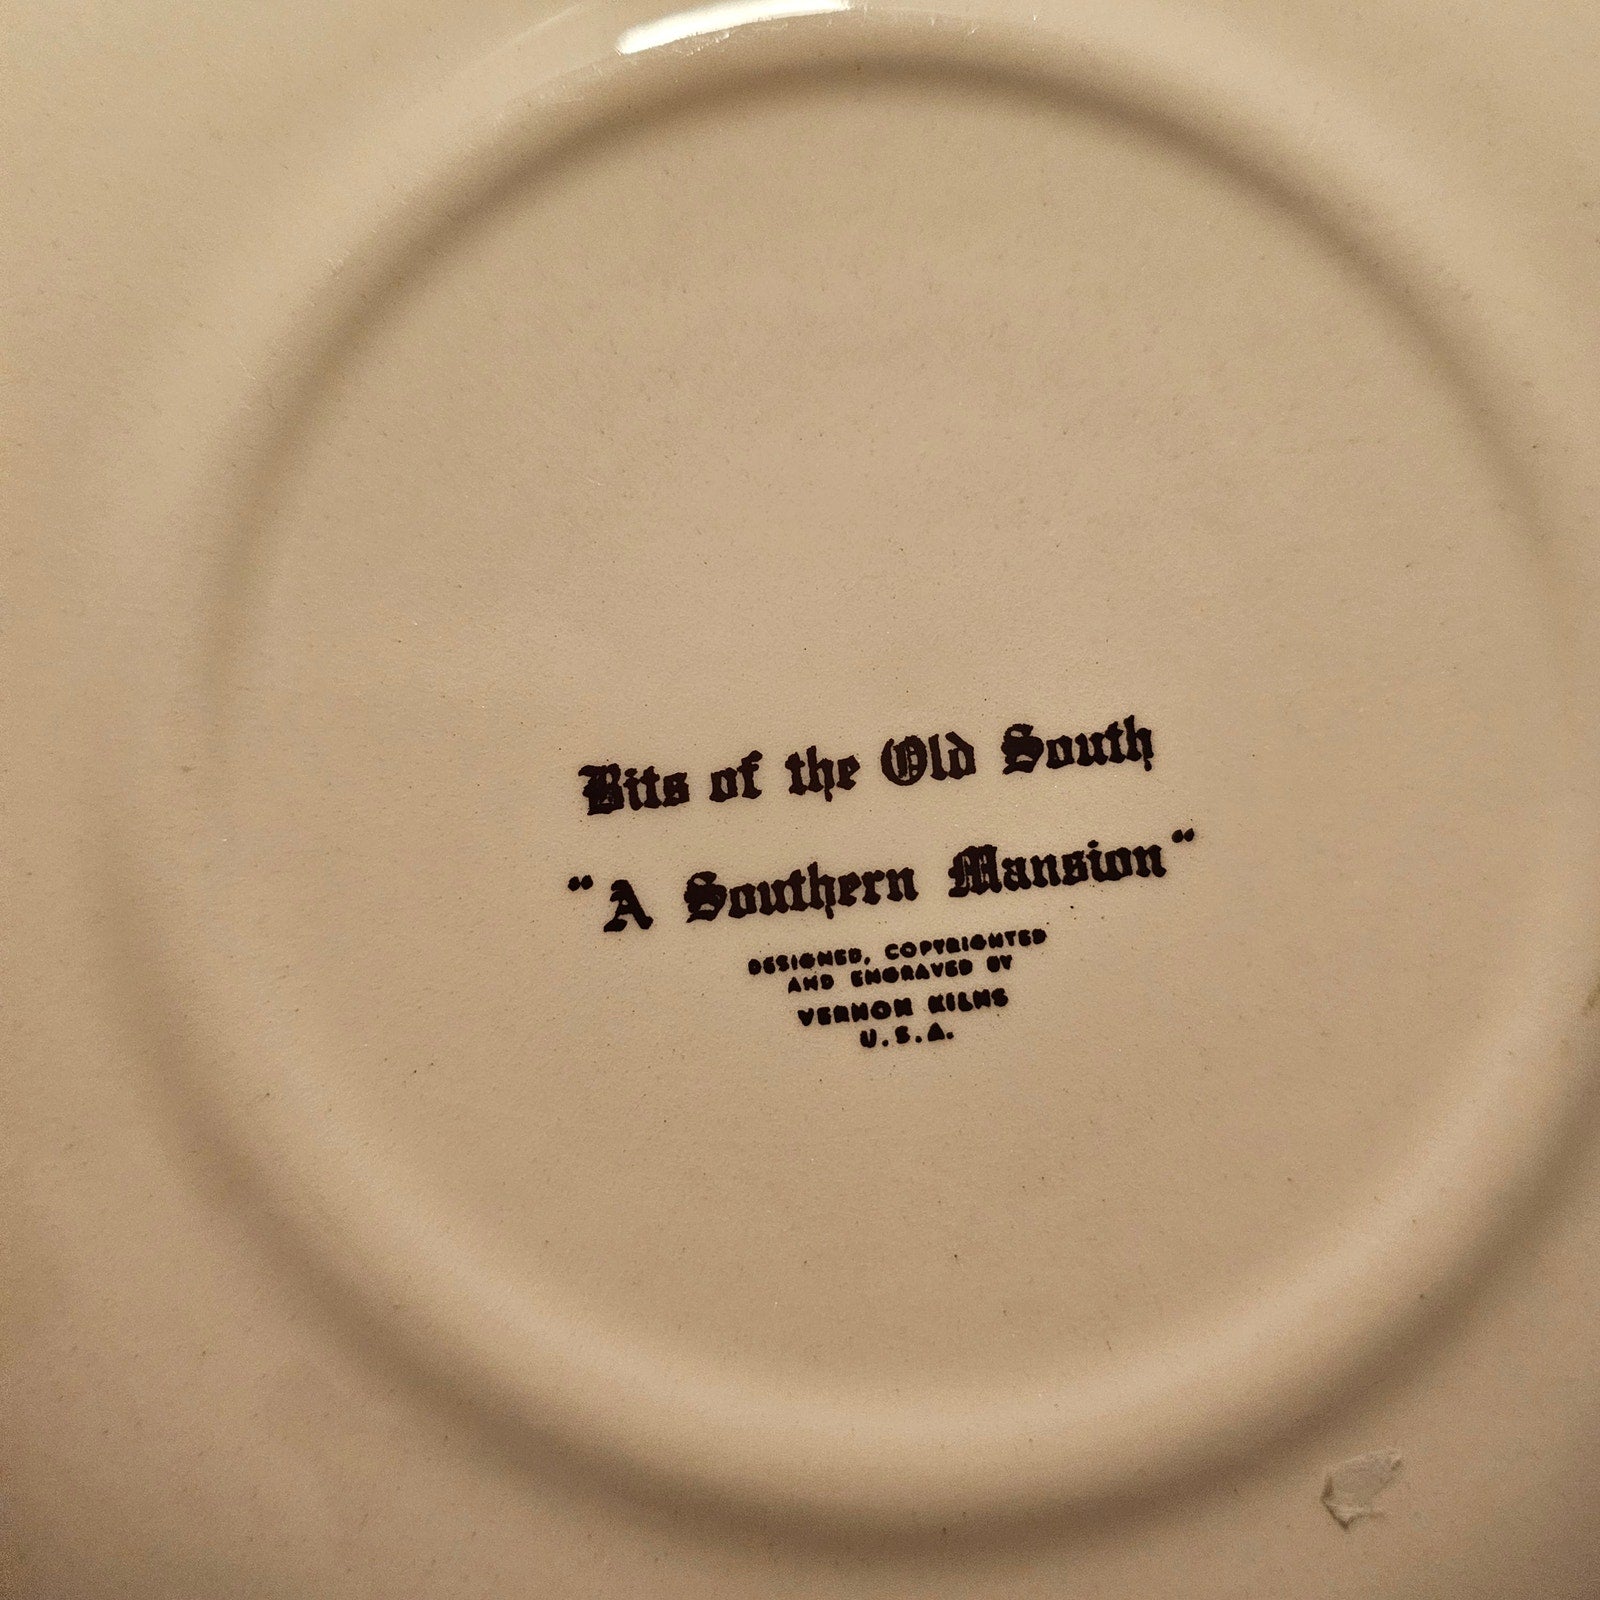 Bits of the Old South
"A Southern Mansion"
DESIGNED, COPYRIGHTED
AND ENGRAVED BY
VERNON KILNS
U.S.A.